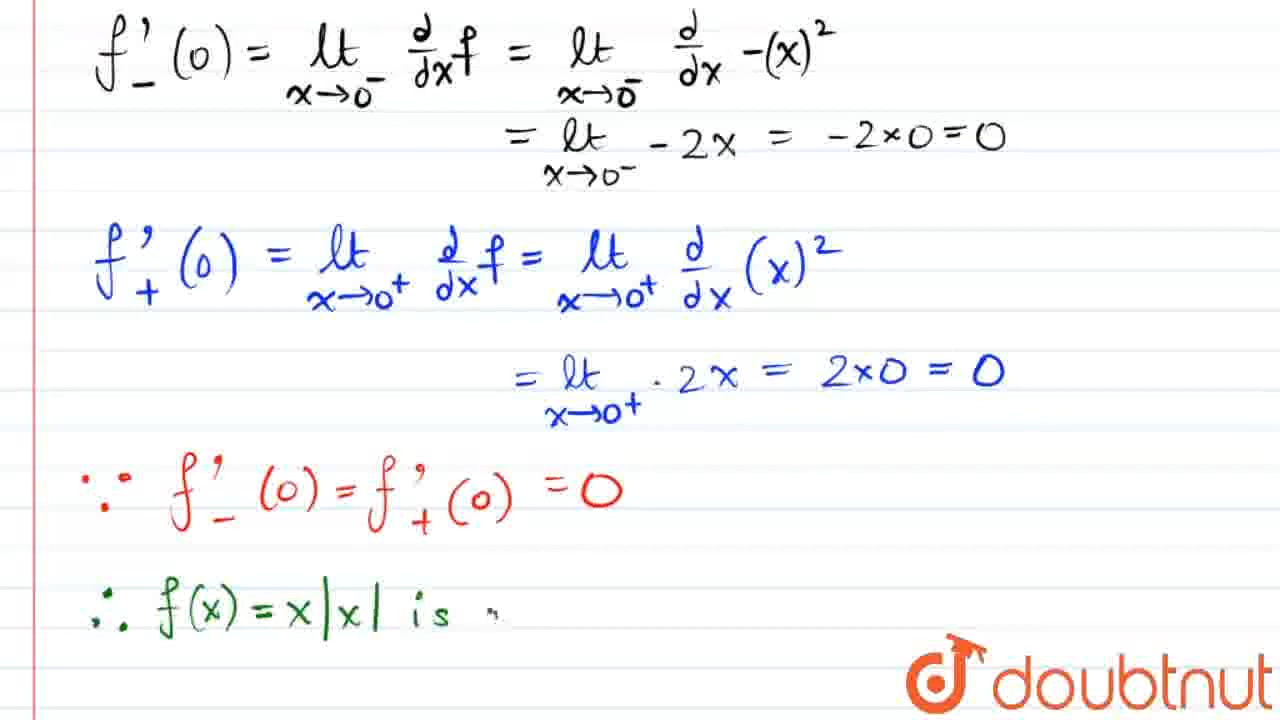 f'₋(0) = lt x→0⁻ d/dx f = lt x→0⁻ d/dx -(x)²
= lt x→0⁻ - 2x = -2×0 = 0
f'₊(0) = lt x→0⁺ d/dx f = lt x→0⁺ d/dx (x)²
= lt x→0⁺ · 2x = 2×0 = 0
∵ f'₋(0) = f'₊(0) = 0
∴ f(x) = x|x| is
doubtnut